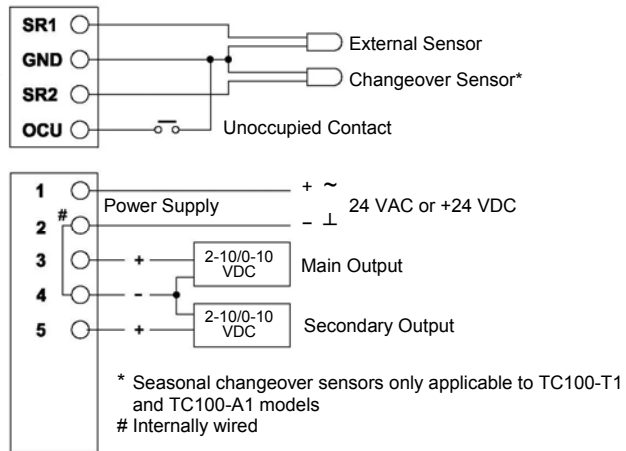 SR1
External Sensor
GND
Changeover Sensor*
SR2
OCU
Unoccupied Contact
1
+ ~
Power Supply
24 VAC or +24 VDC
#
2
− ⊥
3
+
2-10/0-10
VDC
Main Output
4
-
5
+
2-10/0-10
VDC
Secondary Output
* Seasonal changeover sensors only applicable to TC100-T1
and TC100-A1 models
# Internally wired